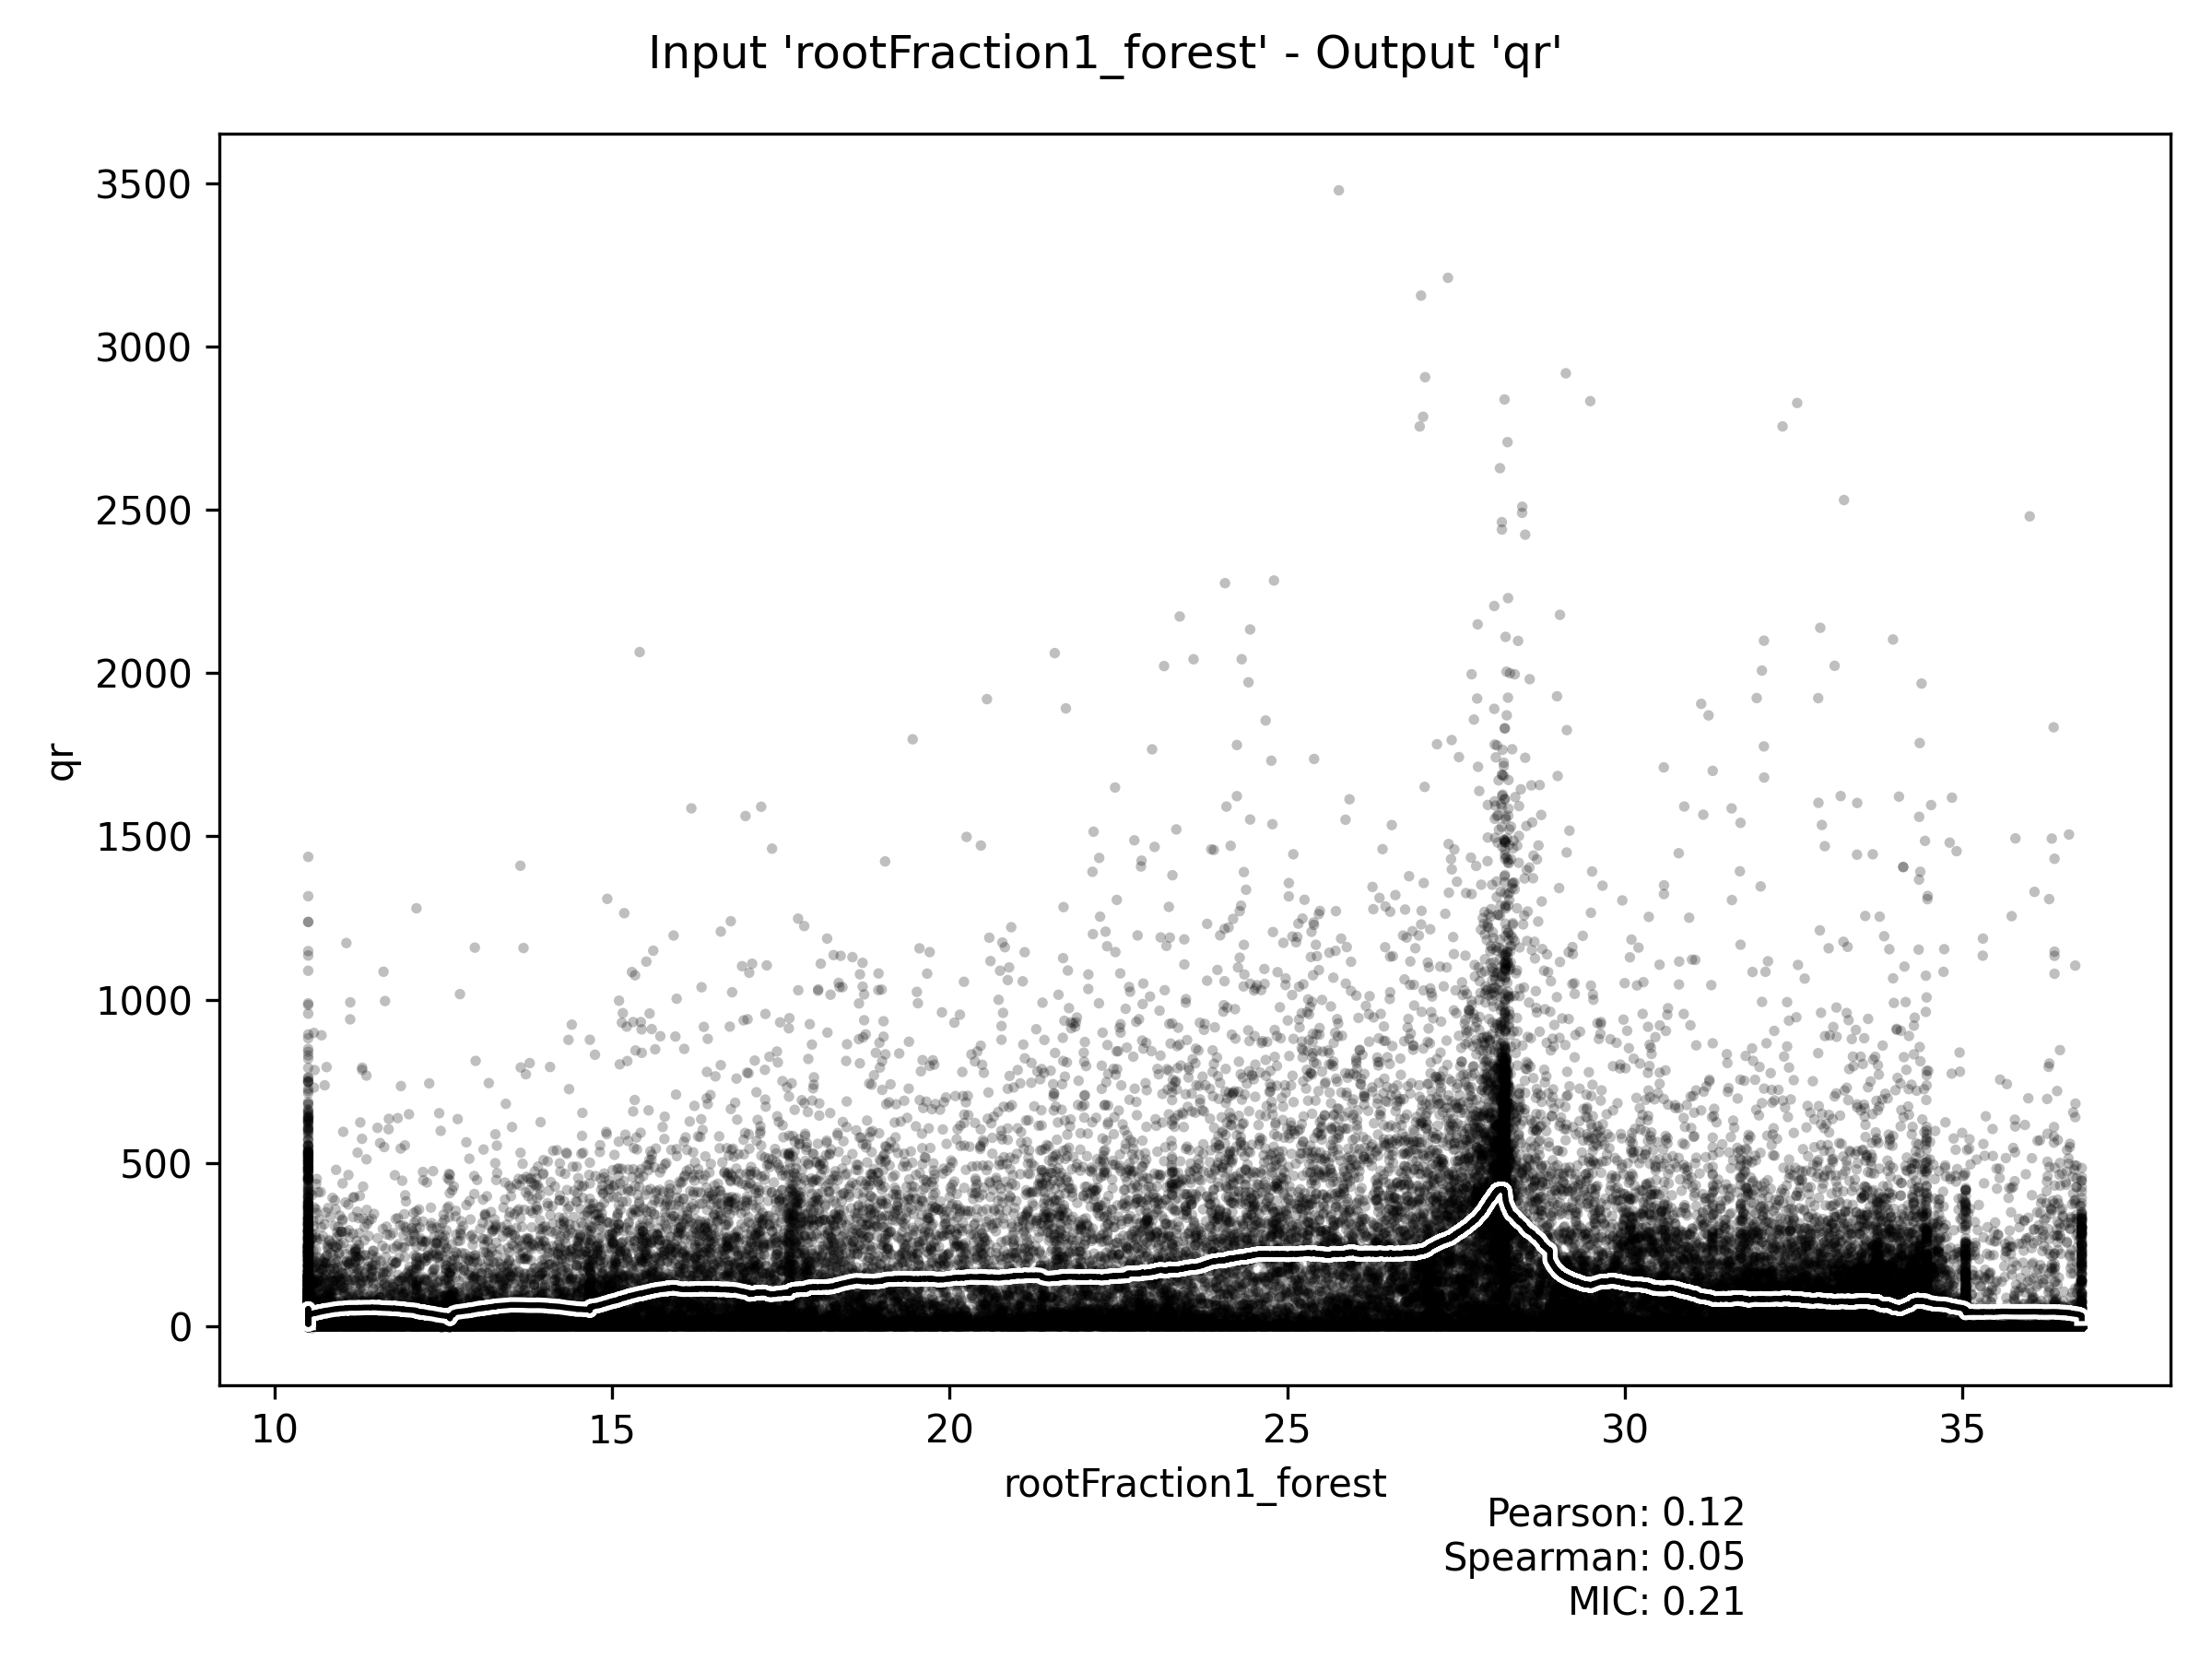 Input 'rootFraction1_forest' - Output 'qr'
3500
3000
2500
2000
1500
1000
500
0
qr
10 15 20 25 30 35
rootFraction1_forest
Pearson: 0.12
Spearman: 0.05
MIC: 0.21